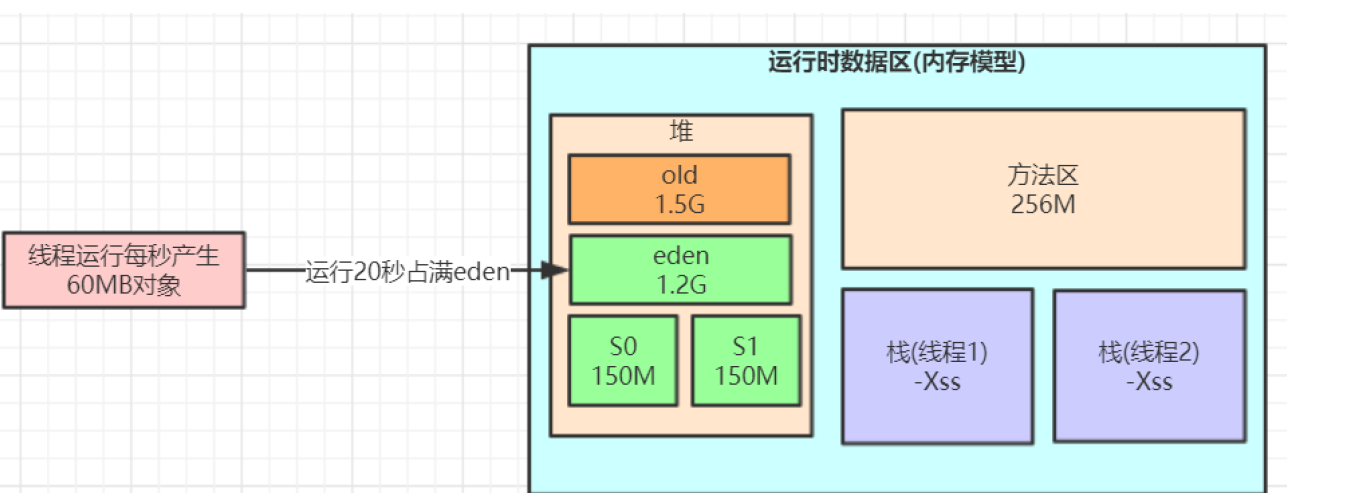 运行时数据区(内存模型)
堆
old
1.5G
eden
1.2G
S0
150M
S1
150M
方法区
256M
栈(线程1)
-Xss
栈(线程2)
-Xss
线程运行每秒产生
60MB对象
运行20秒占满eden